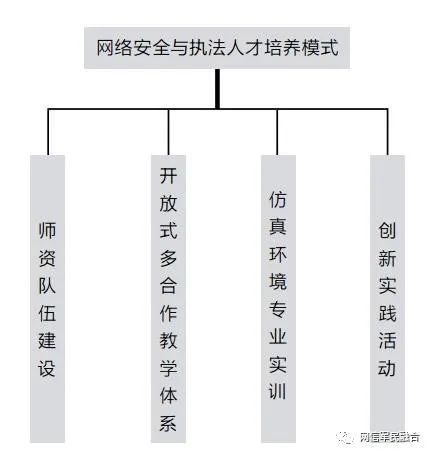 网络安全与执法人才培养模式
师资队伍建设
开放式多合作教学体系
仿真环境专业实训
创新实践活动
网信军民融合